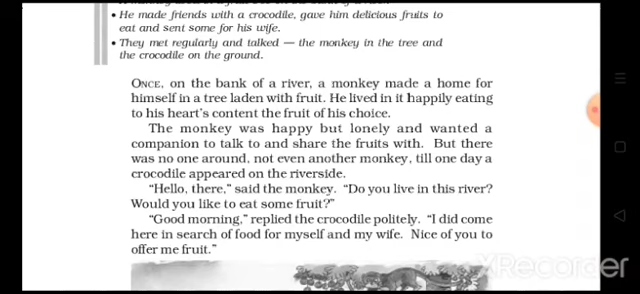 • He made friends with a crocodile, gave him delicious fruits to
eat and sent some for his wife.
• They met regularly and talked — the monkey in the tree and
the crocodile on the ground.
ONCE, on the bank of a river, a monkey made a home for
himself in a tree laden with fruit. He lived in it happily eating
to his heart's content the fruit of his choice.
The monkey was happy but lonely and wanted a
companion to talk to and share the fruits with. But there
was no one around, not even another monkey, till one day a
crocodile appeared on the riverside.
“Hello, there,” said the monkey. “Do you live in this river?
Would you like to eat some fruit?”
“Good morning,” replied the crocodile politely. “I did come
here in search of food for myself and my wife. Nice of you to
offer me fruit.”
XRecorder